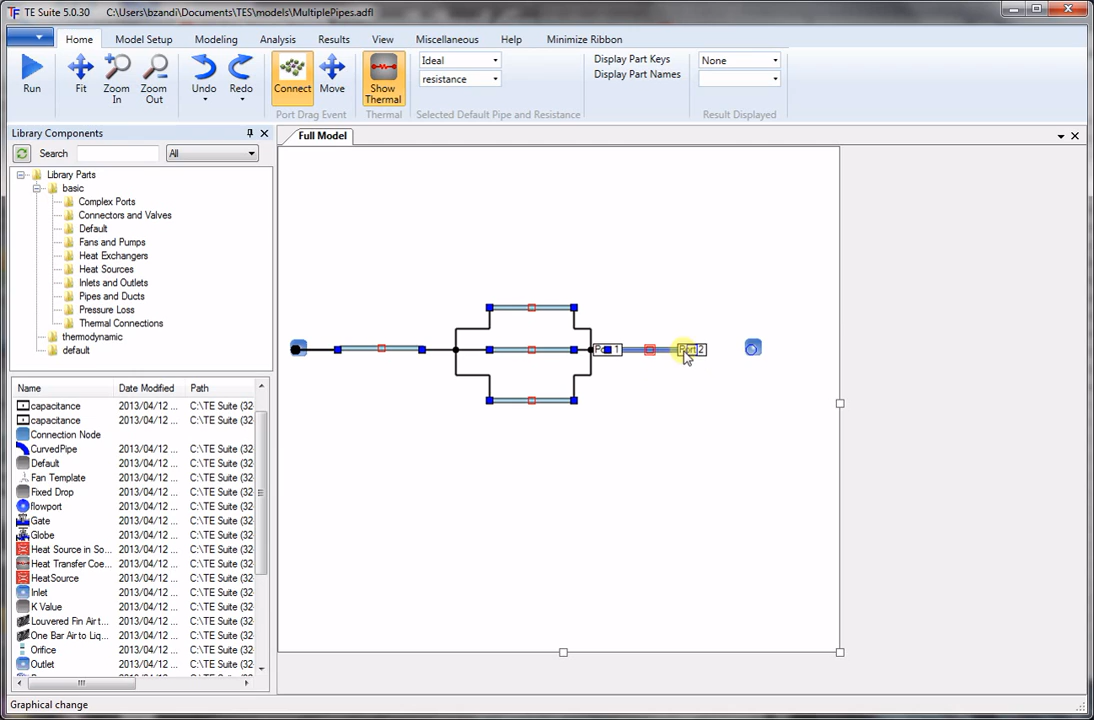 TE Suite 5.0.30 C:\Users\bzandi\Documents\TES\models\MultiplePipes.adfl
Home Model Setup Modeling Analysis Results View Miscellaneous Help Minimize Ribbon
Run Fit Zoom In Zoom Out Undo Redo Connect Move Show Thermal
Ideal
resistance
Display Part Keys
Display Part Names
None
Port Drag Event Thermal Selected Default Pipe and Resistance Result Displayed
Library Components
Full Model
Search All
Library Parts
basic
Complex Ports
Connectors and Valves
Default
Fans and Pumps
Heat Exchangers
Heat Sources
Inlets and Outlets
Pipes and Ducts
Pressure Loss
Thermal Connections
thermodynamic
default
Port 2
Name Date Modified Path
capacitance 2013/04/12 ... C:\TE Suite (32
capacitance 2013/04/12 ... C:\TE Suite (32
Connection Node
CurvedPipe 2013/04/12 ... C:\TE Suite (32
Default 2013/04/12 ... C:\TE Suite (32
Fan Template 2013/04/12 ... C:\TE Suite (32
Fixed Drop 2013/04/12 ... C:\TE Suite (32
flowport 2013/04/12 ... C:\TE Suite (32
Gate 2013/04/12 ... C:\TE Suite (32
Globe 2013/04/12 ... C:\TE Suite (32
Heat Source in So... 2013/04/12 ... C:\TE Suite (32
Heat Transfer Coe... 2013/04/12 ... C:\TE Suite (32
HeatSource 2013/04/12 ... C:\TE Suite (32
Inlet 2013/04/12 ... C:\TE Suite (32
K Value 2013/04/12 ... C:\TE Suite (32
Louvered Fin Air t... 2013/04/12 ... C:\TE Suite (32
One Bar Air to Liq... 2013/04/12 ... C:\TE Suite (32
Orifice 2013/04/12 ... C:\TE Suite (32
Outlet 2013/04/12 ... C:\TE Suite (32
Graphical change